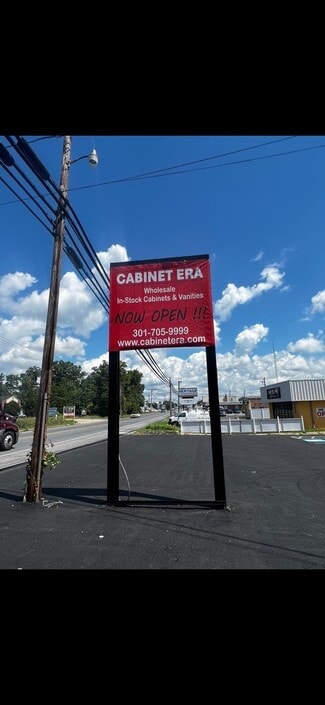 CABINET ERA
Wholesale
In-Stock Cabinets & Vanities
NOW OPEN !!!
301-705-9999
www.cabinetera.com